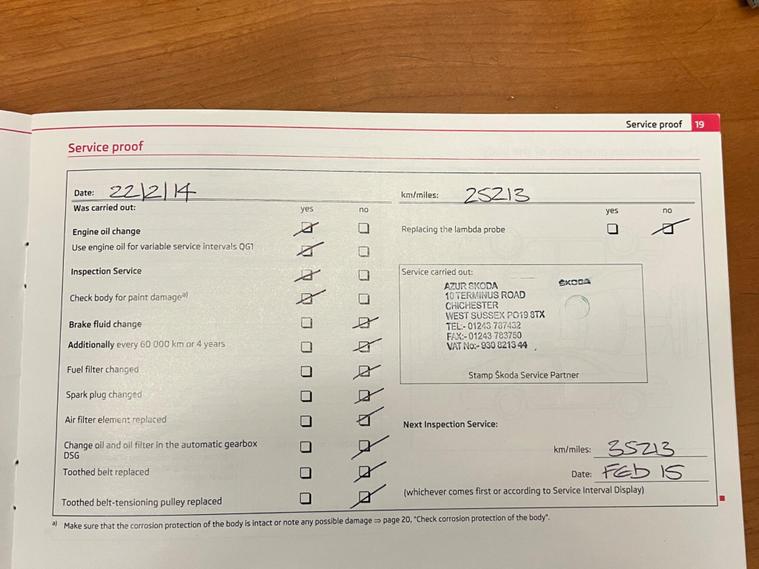 Service proof 19
Service proof
Date: 22/2/14 km/miles: 25213
Was carried out: yes no yes no
Engine oil change Replacing the lambda probe
Use engine oil for variable service intervals QG1
Inspection Service
Check body for paint damage a)
Brake fluid change
Additionally every 60 000 km or 4 years
Fuel filter changed
Spark plug changed
Air filter element replaced
Change oil and oil filter in the automatic gearbox
DSG
Toothed belt replaced
Toothed belt-tensioning pulley replaced
Service carried out:
AZUR SKODA ŠKODA
10 TERMINUS ROAD
CHICHESTER
WEST SUSSEX PO19 8TX
TEL:- 01243 787432
FAX:- 01243 783750
VAT No:- 930 8213 44
Stamp Škoda Service Partner
Next Inspection Service:
km/miles: 35213
Date: FEB 15
(whichever comes first or according to Service Interval Display)
a) Make sure that the corrosion protection of the body is intact or note any possible damage ⇒ page 20, "Check corrosion protection of the body".